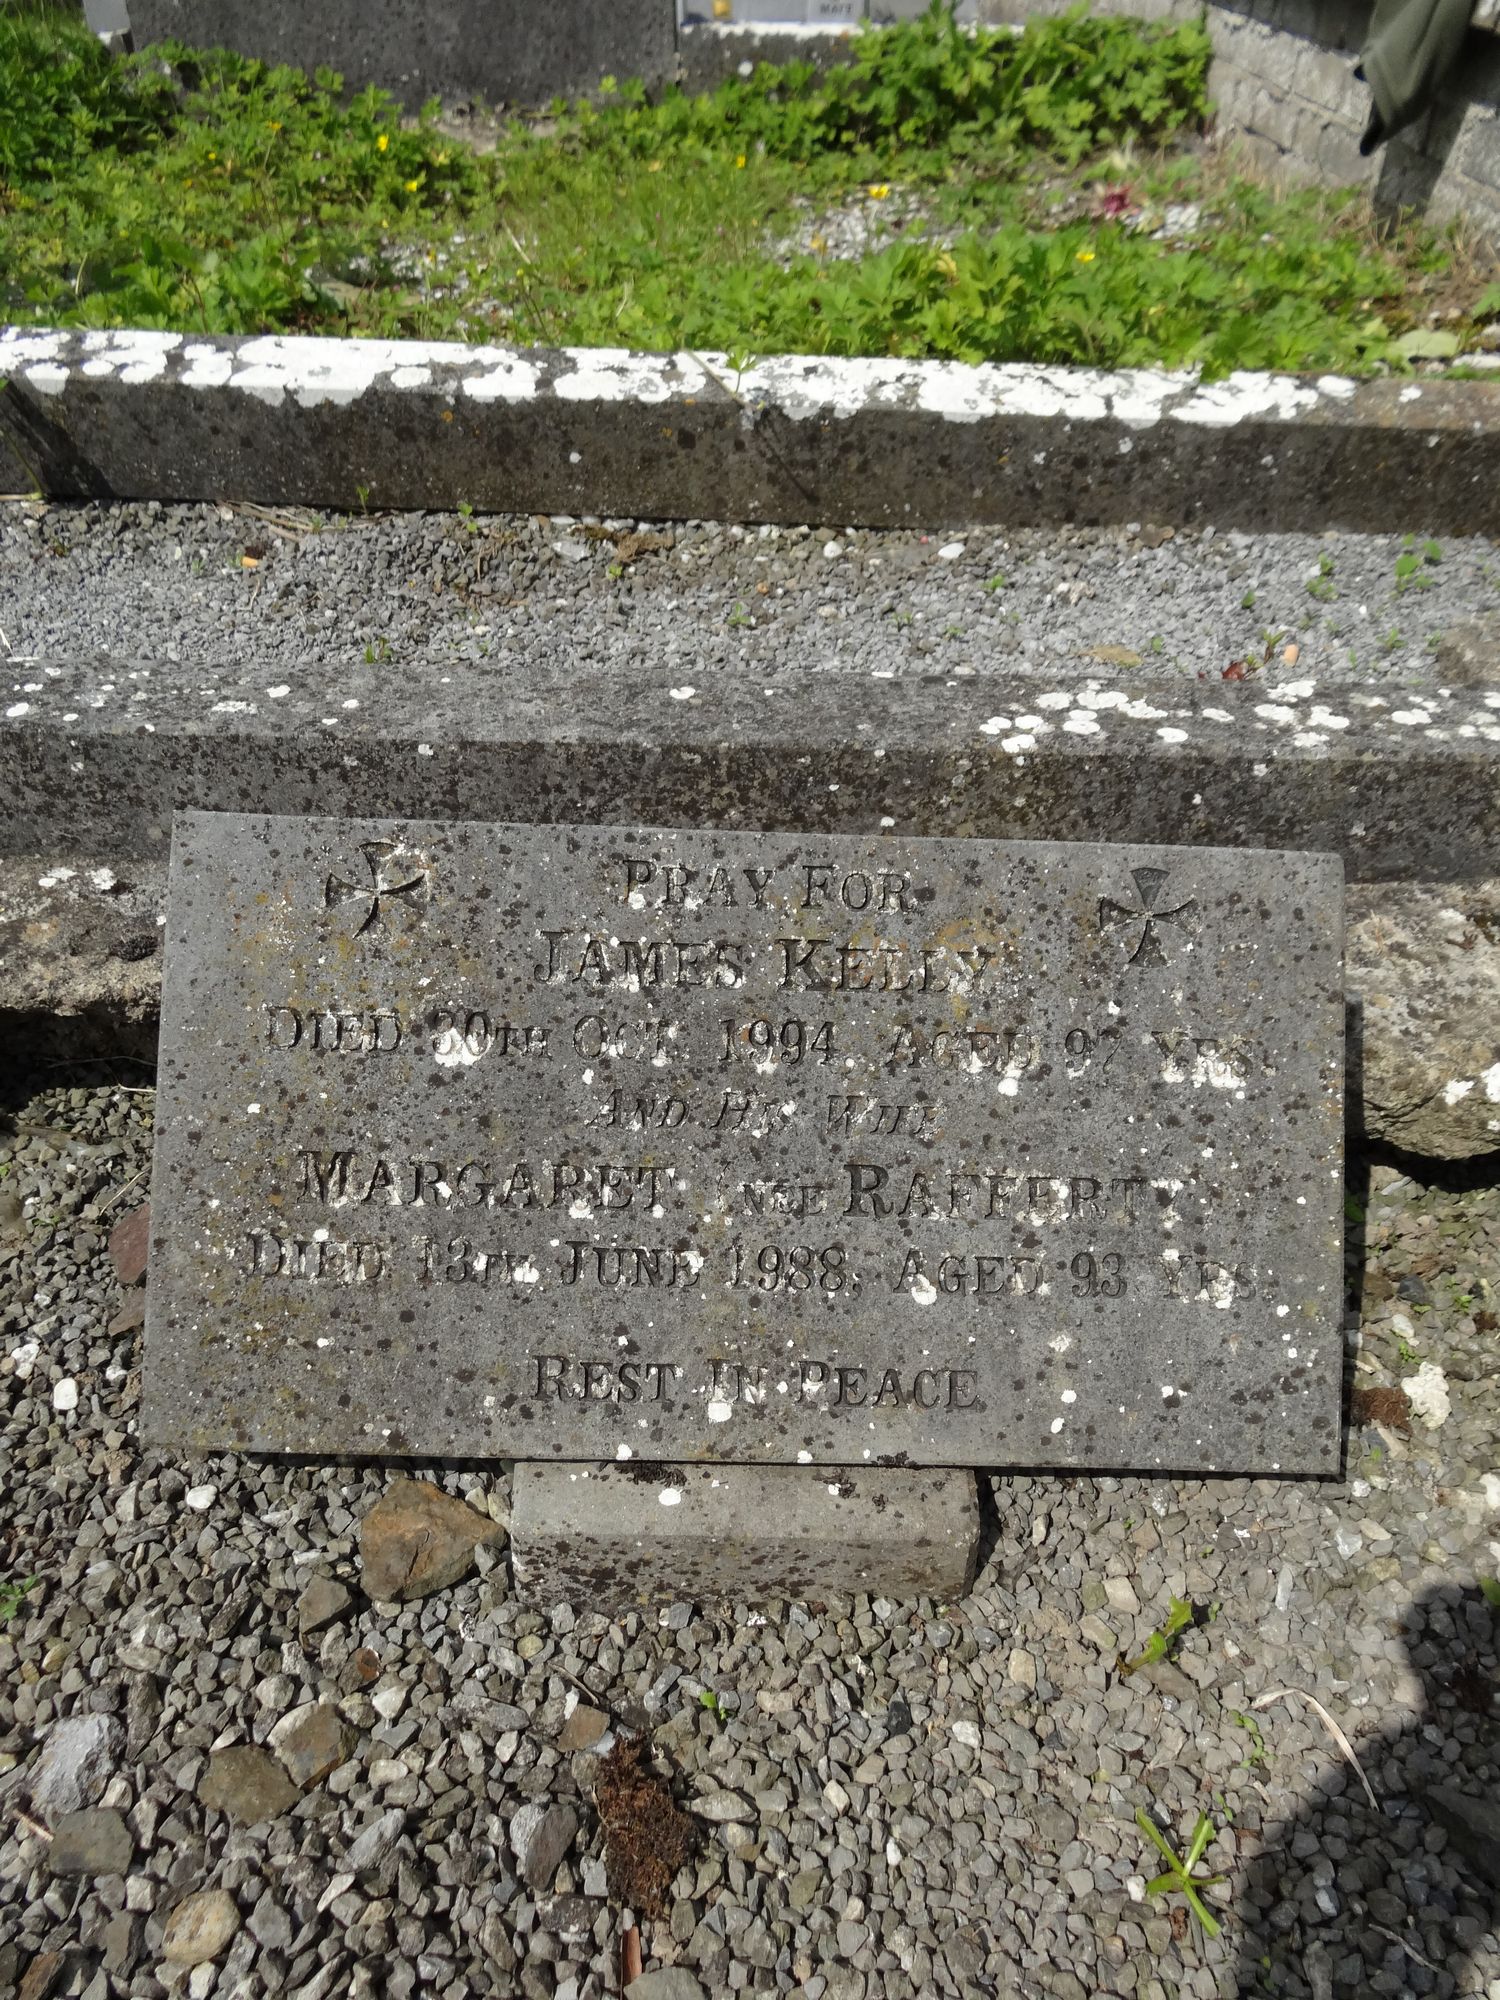 PRAY FOR
JAMES KELLY
DIED 30TH OCT. 1994, AGED 97 YRS.
AND HIS WIFE
MARGARET (NEE RAFFERTY)
DIED 13TH JUNE 1988, AGED 93 YRS.
REST IN PEACE